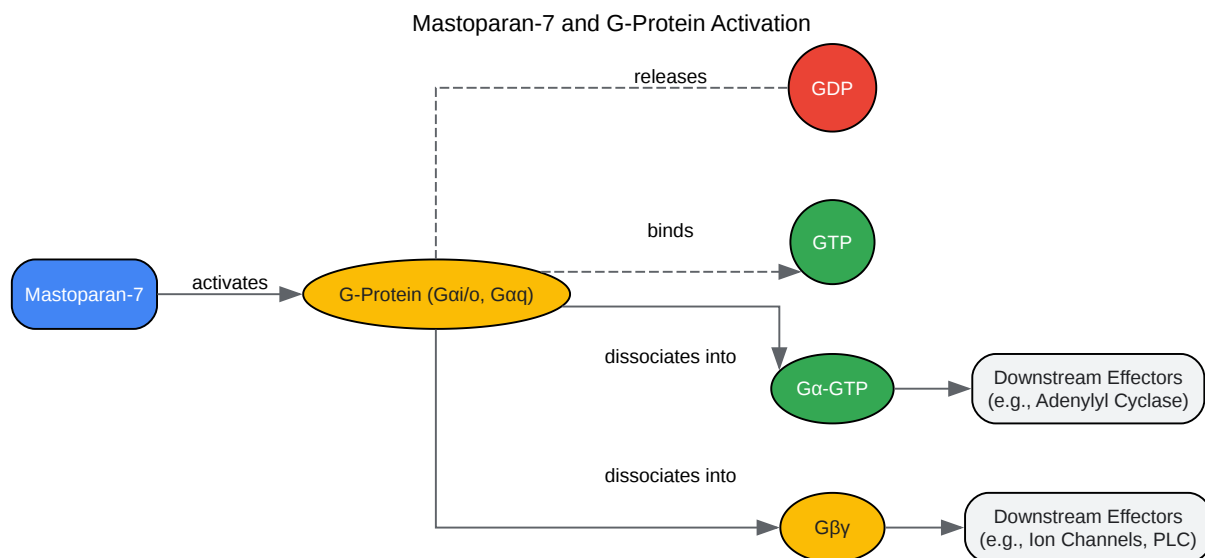 Mastoparan-7 and G-Protein Activation
releases
GDP
binds
GTP
Mastoparan-7
activates
G-Protein (Gαi/o, Gαq)
dissociates into
Gα-GTP
Downstream Effectors
(e.g., Adenylyl Cyclase)
dissociates into
Gβγ
Downstream Effectors
(e.g., Ion Channels, PLC)